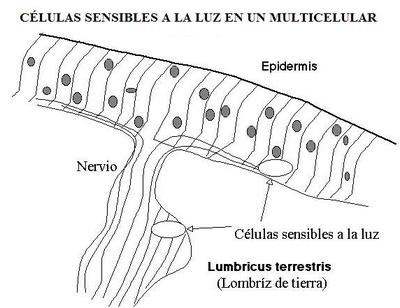 CÉLULAS SENSIBLES A LA LUZ EN UN MULTICELULAR
Epidermis
Nervio
Células sensibles a la luz
Lumbricus terrestris
(Lombríz de tierra)